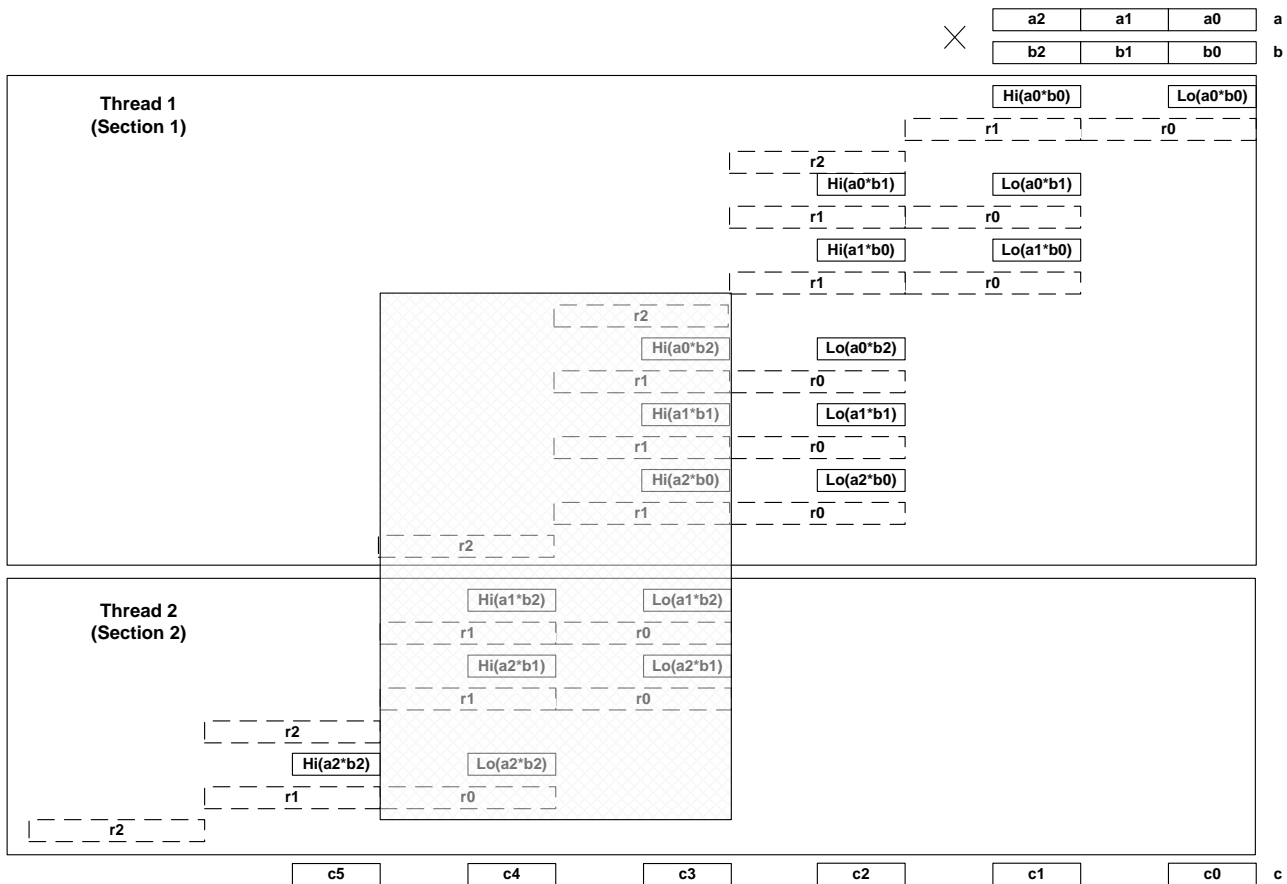 a2 a1 a0 a
b2 b1 b0 b
Thread 1
(Section 1)
Hi(a0*b0) Lo(a0*b0)
r1 r0
r2
Hi(a0*b1) Lo(a0*b1)
r1 r0
Hi(a1*b0) Lo(a1*b0)
r1 r0
r2
Hi(a0*b2) Lo(a0*b2)
r1 r0
Hi(a1*b1) Lo(a1*b1)
r1 r0
Hi(a2*b0) Lo(a2*b0)
r1 r0
r2
Thread 2
(Section 2)
Hi(a1*b2) Lo(a1*b2)
r1 r0
Hi(a2*b1) Lo(a2*b1)
r1 r0
r2
Hi(a2*b2) Lo(a2*b2)
r1 r0
r2
c5 c4 c3 c2 c1 c0 c